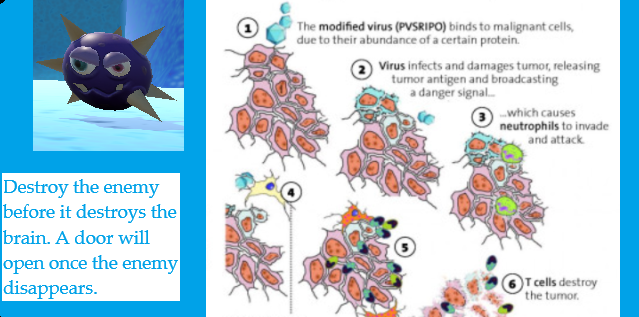 Destroy the enemy
before it destroys the
brain. A door will
open once the enemy
disappears.
1
The modified virus (PVSRIPO) binds to malignant cells,
due to their abundance of a certain protein.
2
Virus infects and damages tumor, releasing
tumor antigen and broadcasting
a danger signal...
3
...which causes
neutrophils to invade
and attack.
4
5
6
T cells destroy
the tumor.